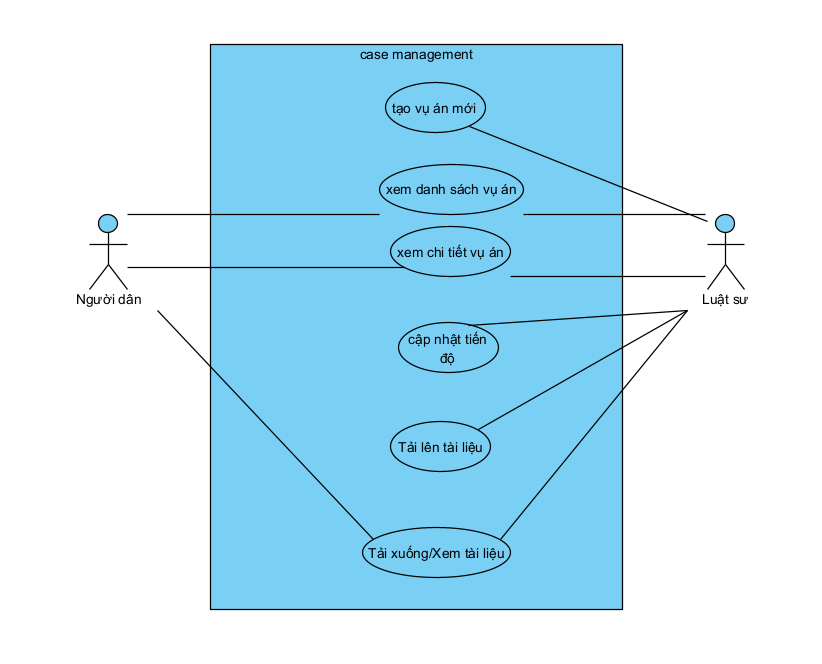 case management
tạo vụ án mới
xem danh sách vụ án
xem chi tiết vụ án
Người dân
Luật sư
cập nhật tiến
độ
Tải lên tài liệu
Tải xuống/Xem tài liệu